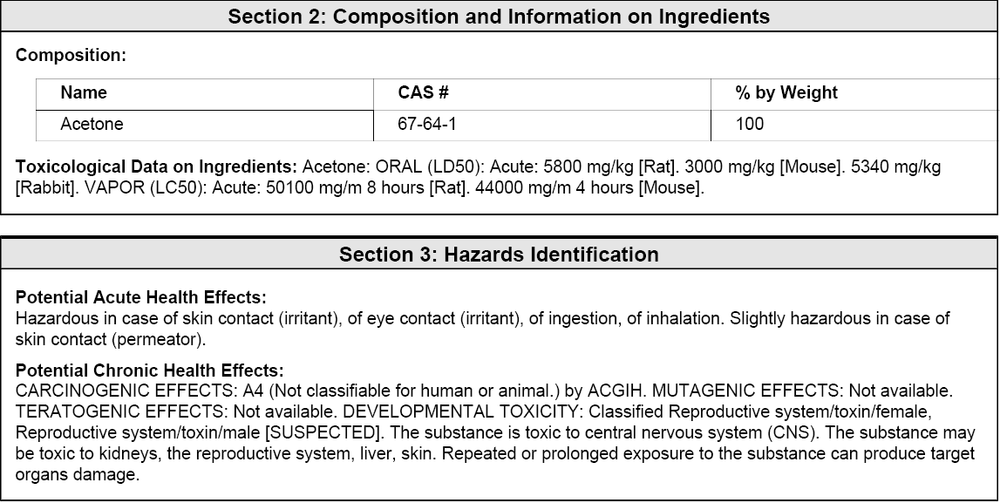 Section 2: Composition and Information on Ingredients
Composition:
Name CAS # % by Weight
Acetone 67-64-1 100
Toxicological Data on Ingredients: Acetone: ORAL (LD50): Acute: 5800 mg/kg [Rat]. 3000 mg/kg [Mouse]. 5340 mg/kg
[Rabbit]. VAPOR (LC50): Acute: 50100 mg/m 8 hours [Rat]. 44000 mg/m 4 hours [Mouse].
Section 3: Hazards Identification
Potential Acute Health Effects:
Hazardous in case of skin contact (irritant), of eye contact (irritant), of ingestion, of inhalation. Slightly hazardous in case of
skin contact (permeator).
Potential Chronic Health Effects:
CARCINOGENIC EFFECTS: A4 (Not classifiable for human or animal.) by ACGIH. MUTAGENIC EFFECTS: Not available.
TERATOGENIC EFFECTS: Not available. DEVELOPMENTAL TOXICITY: Classified Reproductive system/toxin/female,
Reproductive system/toxin/male [SUSPECTED]. The substance is toxic to central nervous system (CNS). The substance may
be toxic to kidneys, the reproductive system, liver, skin. Repeated or prolonged exposure to the substance can produce target
organs damage.